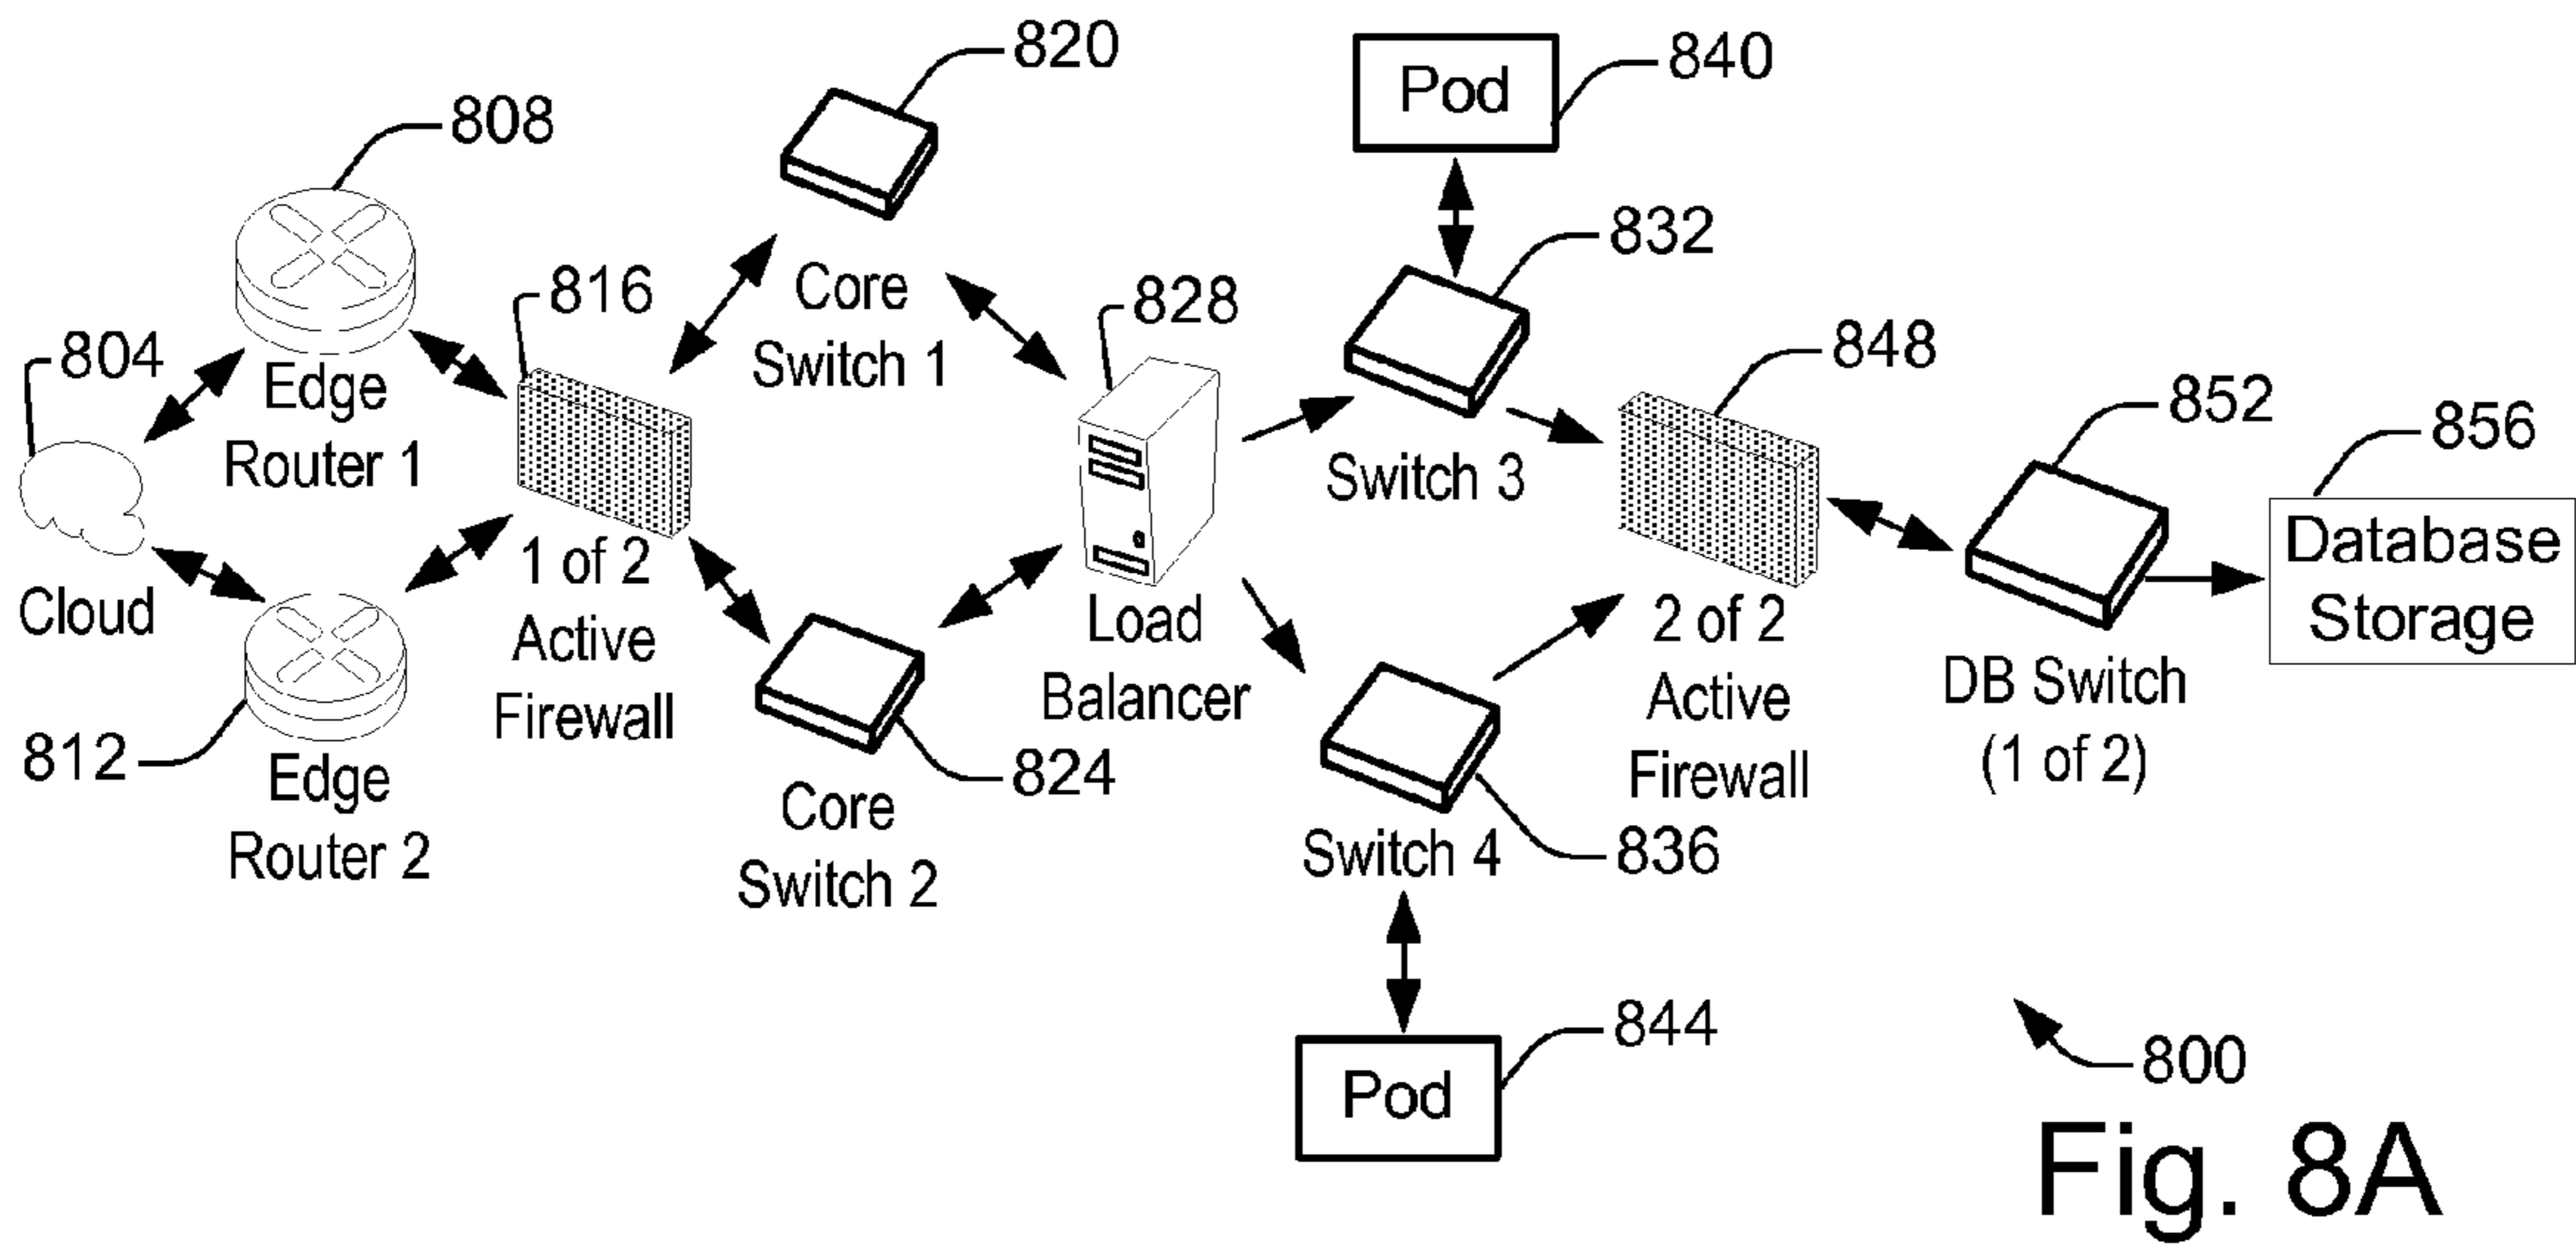 820
840
Pod
808
832
816
Core
Switch 1
828
848
804
Edge
Router 1
852
856
Switch 3
Database
Storage
1 of 2
Active
Firewall
Cloud
Load
Balancer
2 of 2
Active
Firewall
DB Switch
(1 of 2)
812
Edge
Router 2
824
Core
Switch 2
Switch 4
836
844
Pod
800
Fig. 8A